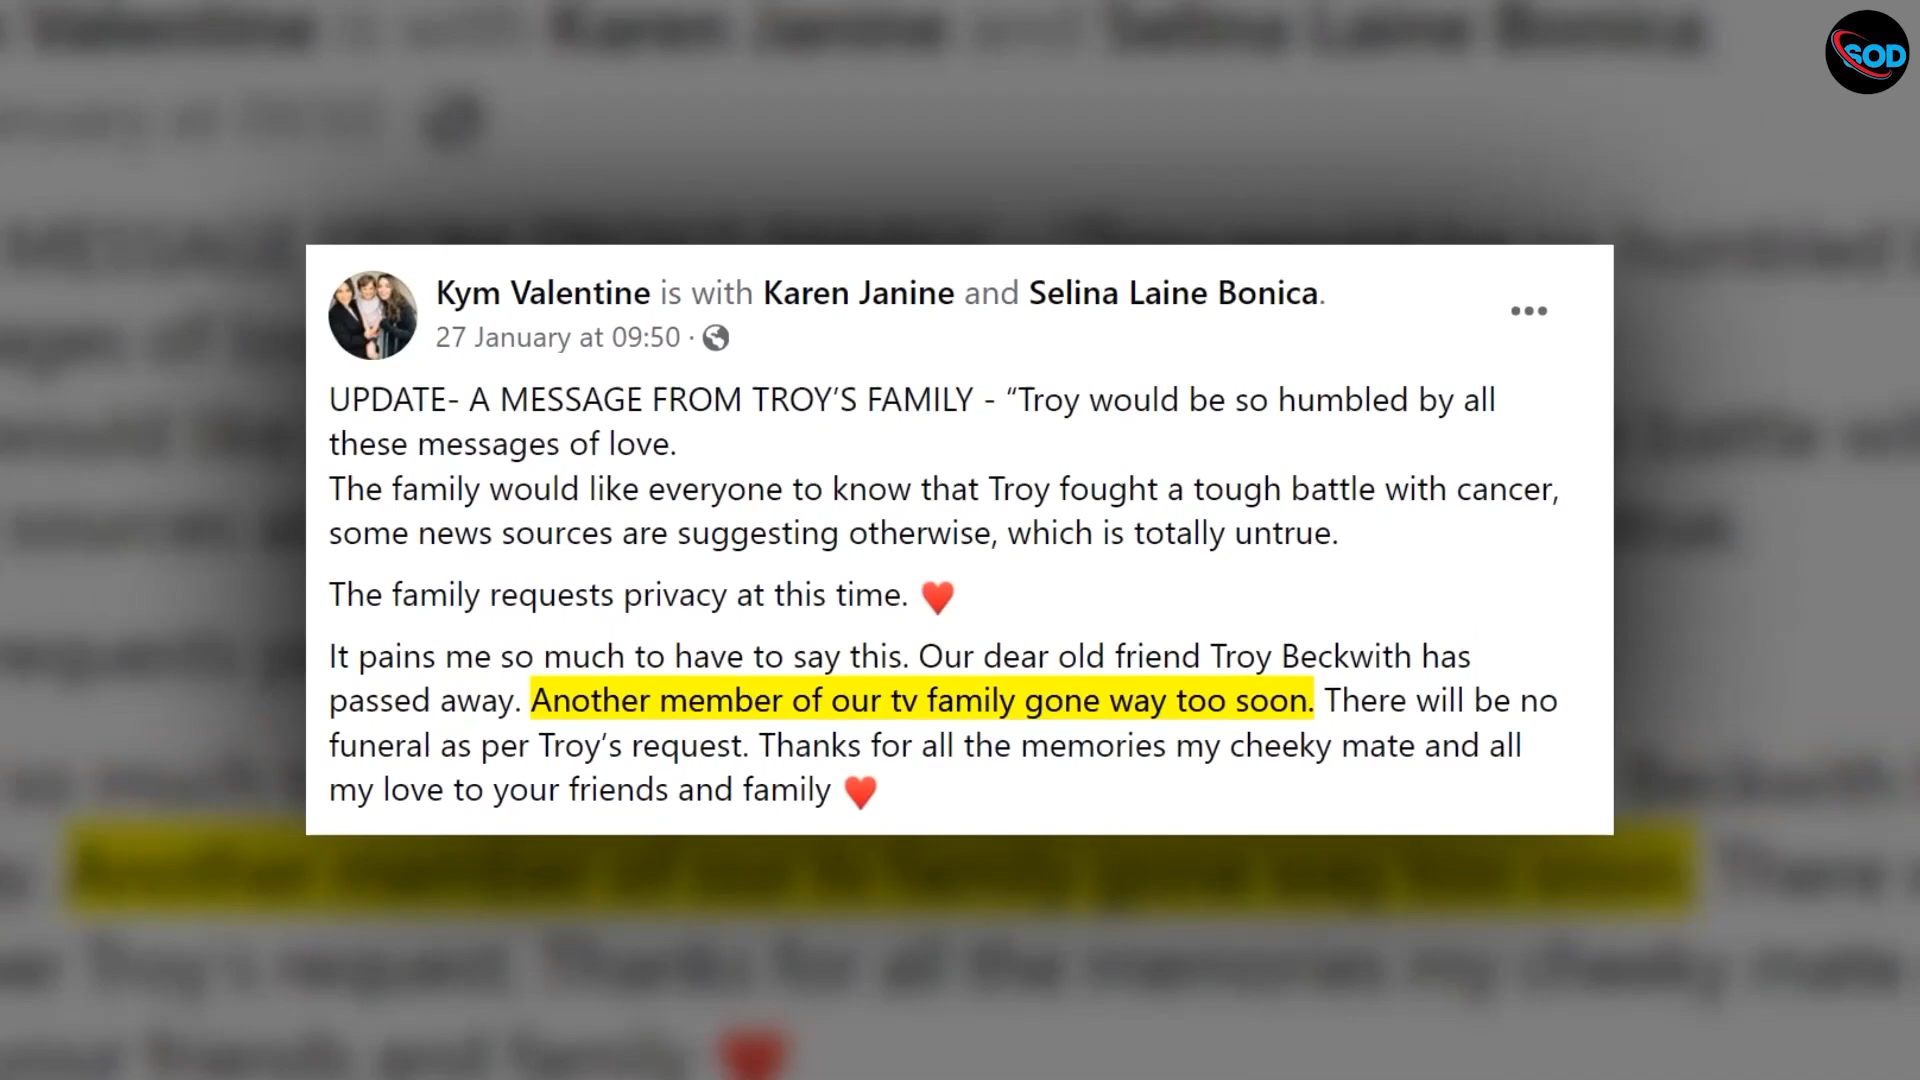 SOD
Kym Valentine is with Karen Janine and Selina Laine Bonica.
27 January at 09:50 ·
UPDATE- A MESSAGE FROM TROY’S FAMILY - “Troy would be so humbled by all
these messages of love.
The family would like everyone to know that Troy fought a tough battle with cancer,
some news sources are suggesting otherwise, which is totally untrue.
The family requests privacy at this time. ❤️
It pains me so much to have to say this. Our dear old friend Troy Beckwith has
passed away. Another member of our tv family gone way too soon. There will be no
funeral as per Troy’s request. Thanks for all the memories my cheeky mate and all
my love to your friends and family ❤️